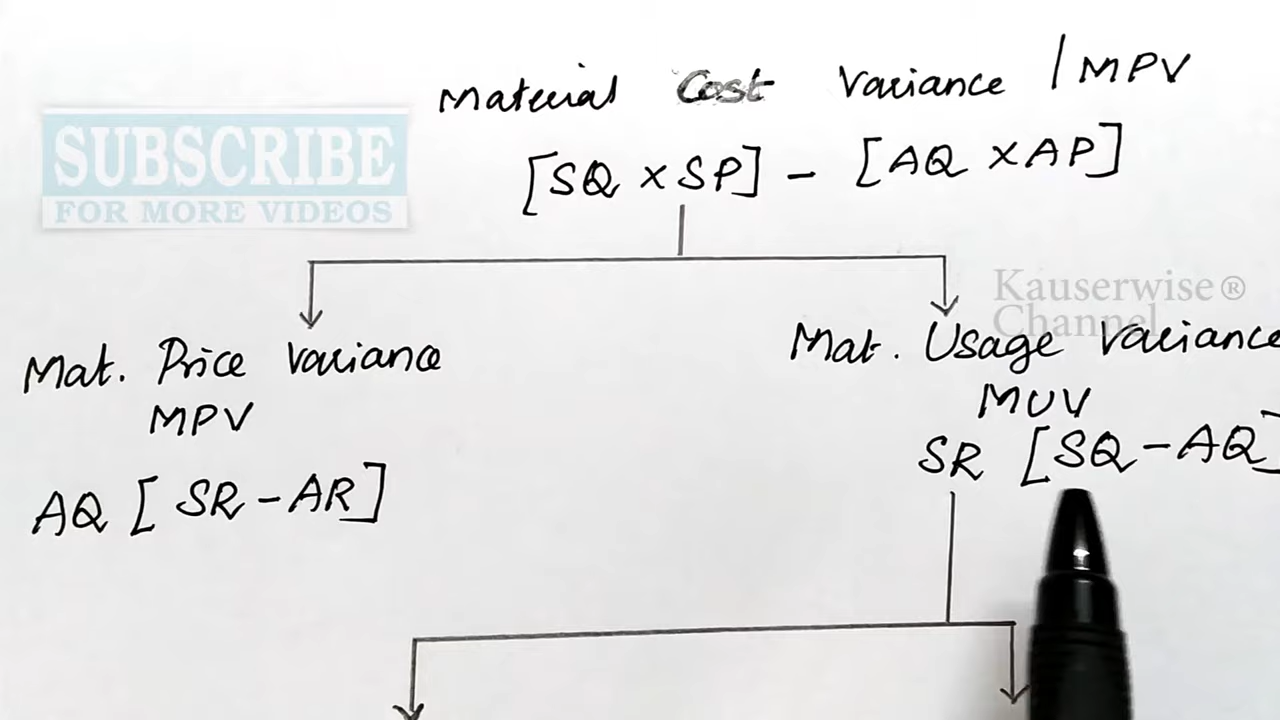 Material Cost Variance / MPV
[SQ × SP] - [AQ × AP]
SUBSCRIBE
FOR MORE VIDEOS
Kauserwise®
Channel
Mat. Price Variance
MPV
AQ [ SR - AR ]
Mat. Usage Variance
MUV
SR [SQ - AQ]